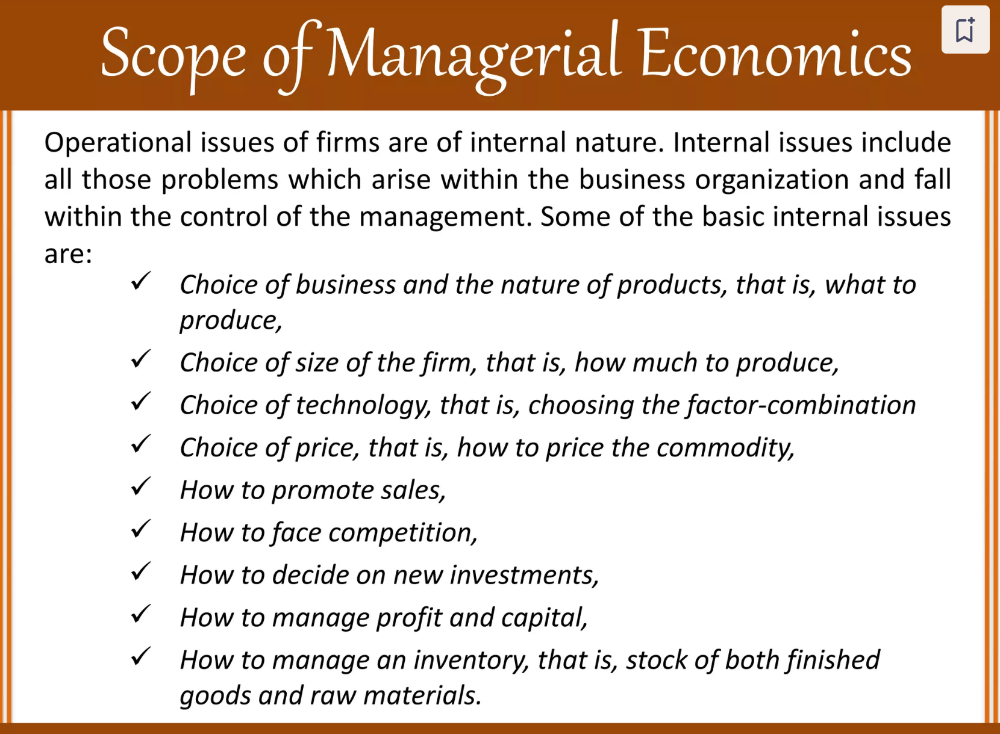 Scope of Managerial Economics
Operational issues of firms are of internal nature. Internal issues include
all those problems which arise within the business organization and fall
within the control of the management. Some of the basic internal issues
are:
✓ Choice of business and the nature of products, that is, what to
produce,
✓ Choice of size of the firm, that is, how much to produce,
✓ Choice of technology, that is, choosing the factor-combination
✓ Choice of price, that is, how to price the commodity,
✓ How to promote sales,
✓ How to face competition,
✓ How to decide on new investments,
✓ How to manage profit and capital,
✓ How to manage an inventory, that is, stock of both finished
goods and raw materials.